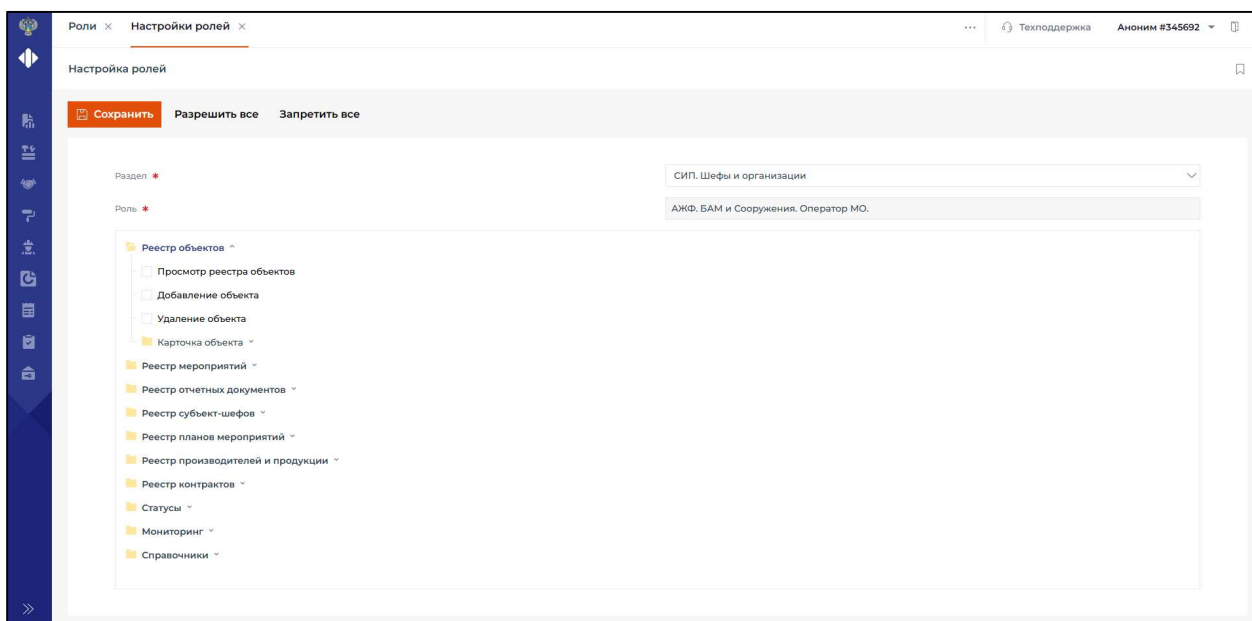 Роли × Настройки ролей ×
... Техподдержка Аноним #345692
Настройка ролей
Сохранить Разрешить все Запретить все
Раздел * СИП. Шефы и организации
Роль * АЖФ. БАМ и Сооружения. Оператор МО.
Реестр объектов
Просмотр реестра объектов
Добавление объекта
Удаление объекта
Карточка объекта
Реестр мероприятий
Реестр отчетных документов
Реестр субъект-шефов
Реестр планов мероприятий
Реестр производителей и продукции
Реестр контрактов
Статусы
Мониторинг
Справочники